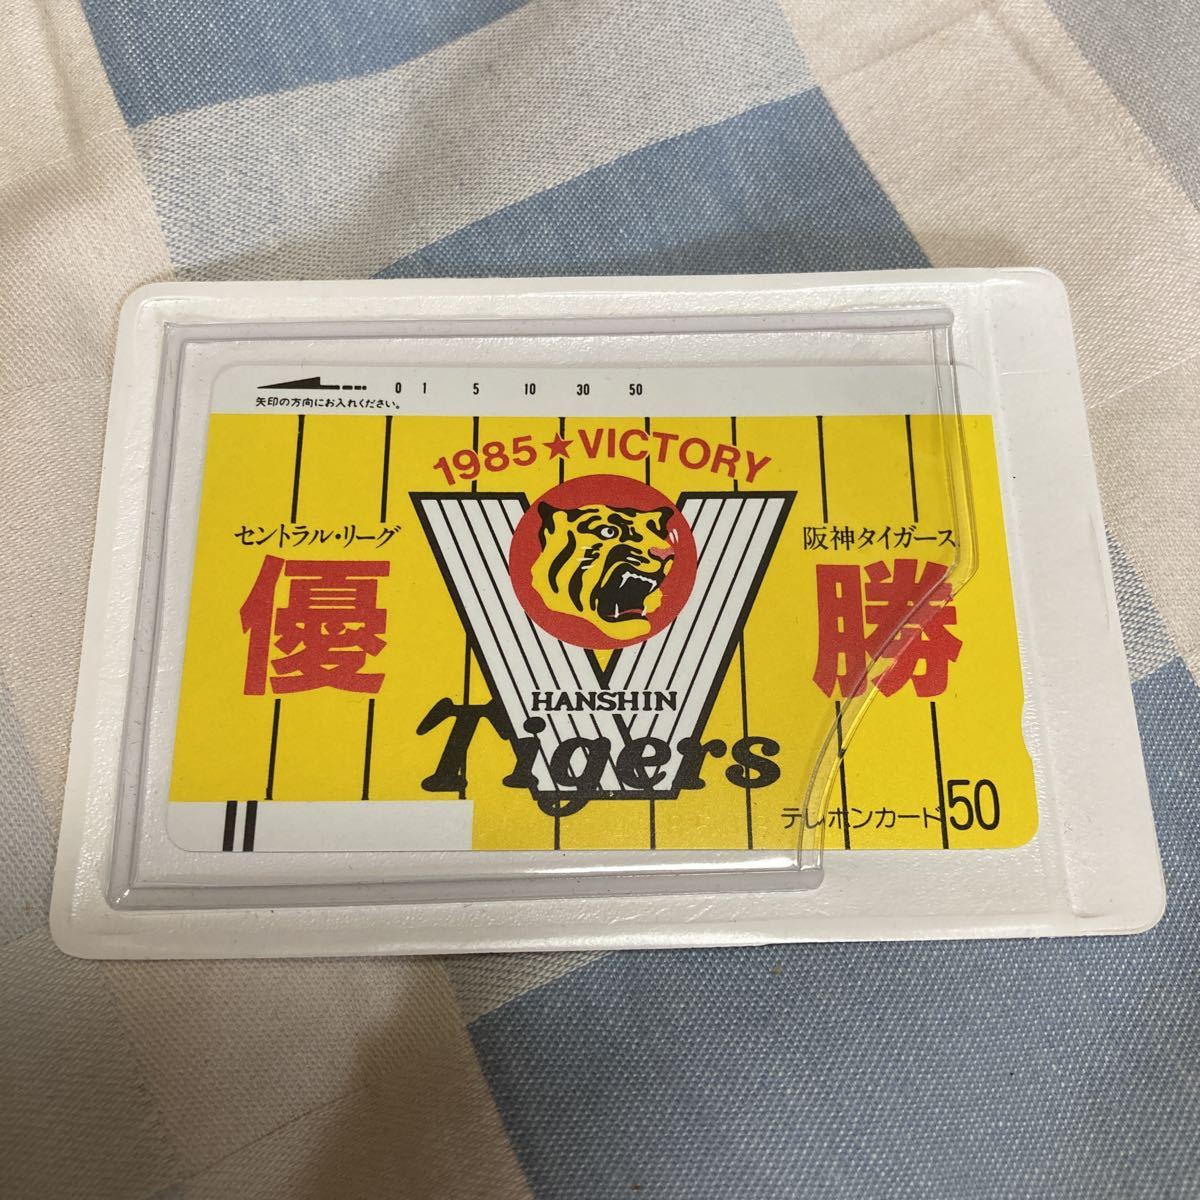 0 1 5 10 30 50
矢印の方向にお入れください。
1985★VICTORY
セントラル・リーグ
優
阪神タイガース
勝
HANSHIN
Tigers
テレホンカード50